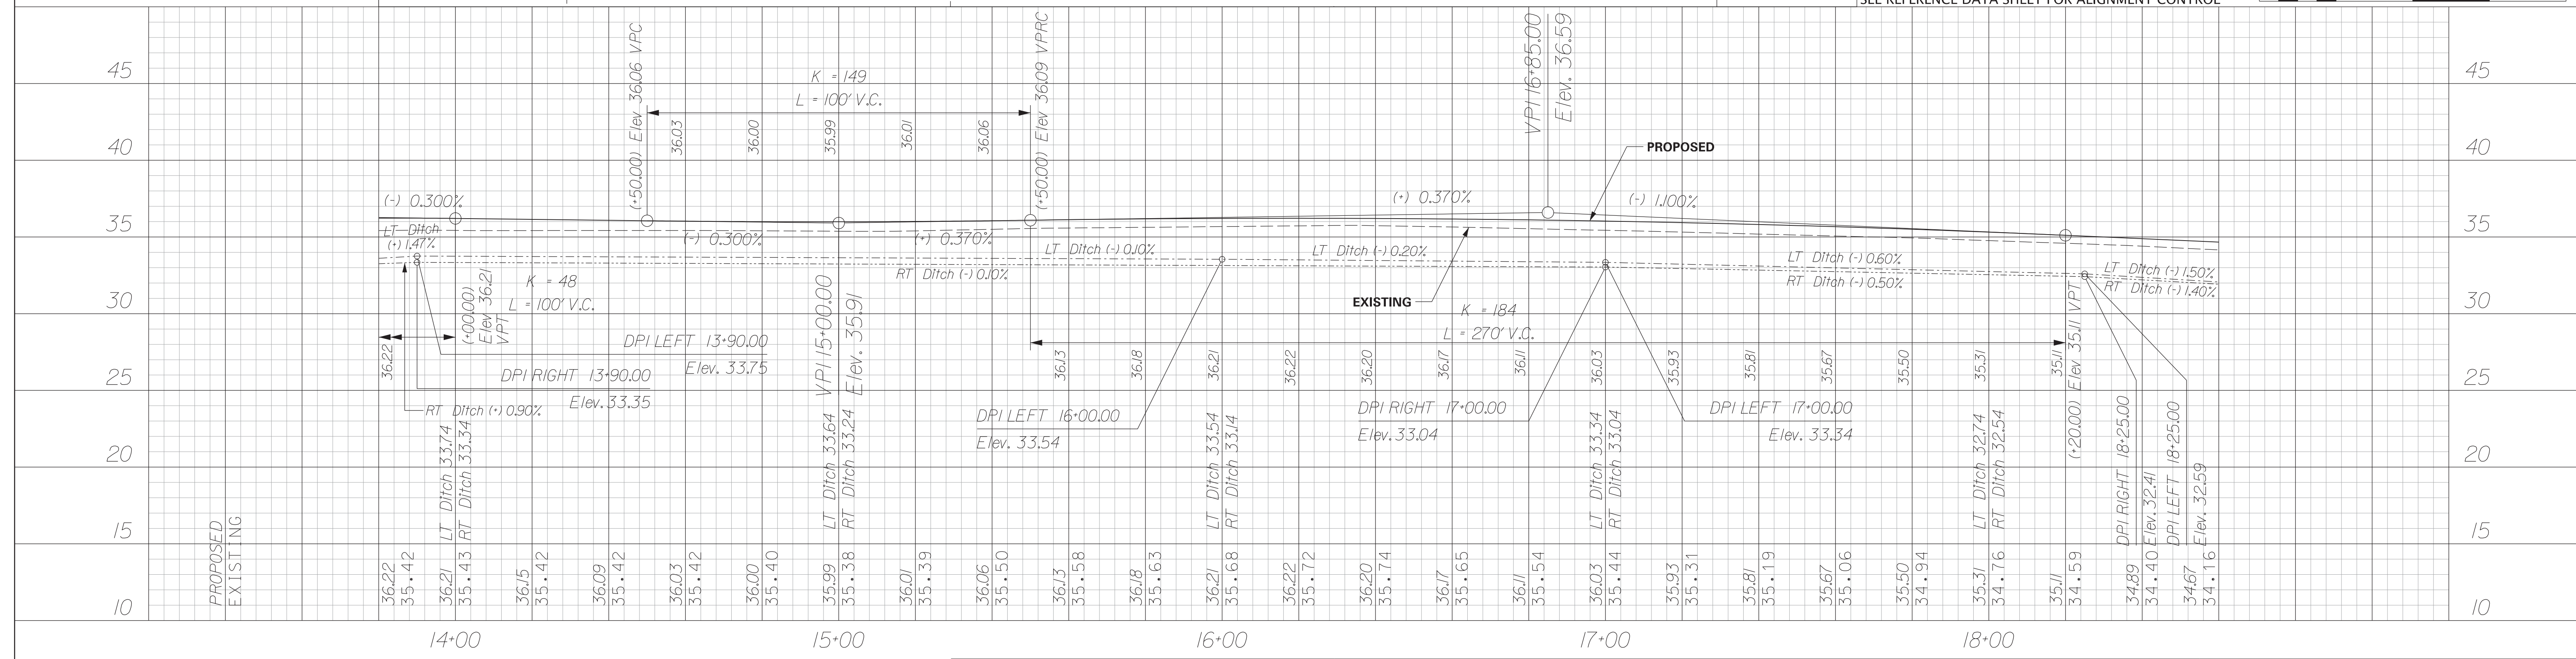 SEE REFERENCE DATA SHEET FOR ALIGNMENT CONTROL
45
40
35
30
25
20
15
10
45
40
35
30
25
20
15
10
(+50.00) Elev 36.06 VPC
K = 149
L = 100' V.C.
(+50.00) Elev 36.09 VPRC
36.03
36.00
35.99
36.01
36.06
VPI 16+85.00
Elev. 36.59
PROPOSED
(-) 0.300%
(-) 0.300%
(+) 0.370%
(+) 0.370%
(-) 1.100%
LT Ditch
(+) 1.47%
LT Ditch (-) 0.10%
RT Ditch (-) 0.10%
LT Ditch (-) 0.20%
LT Ditch (-) 0.60%
RT Ditch (-) 0.50%
LT Ditch (-) 1.50%
RT Ditch (-) 1.40%
EXISTING
36.22
(+00.00)
Elev 36.21
VPT
K = 48
L = 100' V.C.
DPI LEFT 13+90.00
Elev. 33.75
DPI RIGHT 13+90.00
Elev. 33.35
RT Ditch (+) 0.90%
VPI 15+00.00
Elev. 35.91
K = 184
L = 270' V.C.
36.13
36.18
36.21
36.22
36.20
36.17
36.11
36.03
35.93
35.81
35.67
35.50
35.31
35.11
DPI LEFT 16+00.00
Elev. 33.54
DPI RIGHT 17+00.00
Elev. 33.04
DPI LEFT 17+00.00
Elev. 33.34
(+20.00) Elev 35.11 VPT
DPI RIGHT 18+25.00
Elev. 32.41
DPI LEFT 18+25.00
Elev. 32.59
LT Ditch 33.74
RT Ditch 33.34
LT Ditch 33.64
RT Ditch 33.24
LT Ditch 33.54
RT Ditch 33.14
LT Ditch 33.34
RT Ditch 33.04
LT Ditch 32.74
RT Ditch 32.54
PROPOSED
EXISTING
36.22
35.42
36.21
35.43
36.15
35.42
36.09
35.42
36.03
35.42
36.00
35.40
35.99
35.38
36.01
35.39
36.06
35.50
36.13
35.58
36.18
35.63
36.21
35.68
36.22
35.72
36.20
35.74
36.17
35.65
36.11
35.54
36.03
35.44
35.93
35.31
35.81
35.19
35.67
35.06
35.50
34.94
35.31
34.76
35.11
34.59
34.89
34.40
34.67
34.16
14+00
15+00
16+00
17+00
18+00